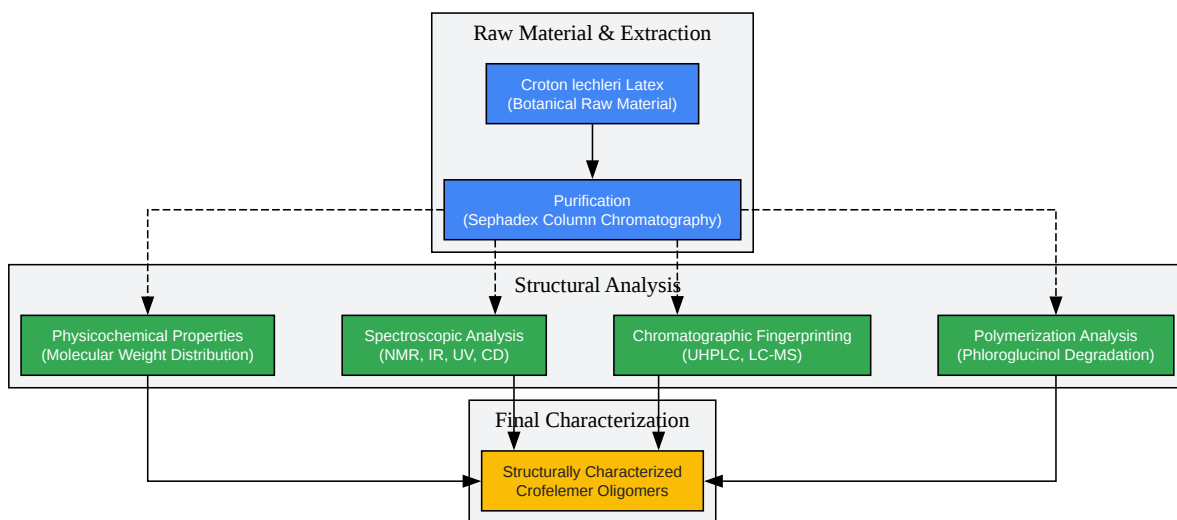 Raw Material & Extraction
Croton lechleri Latex
(Botanical Raw Material)
Purification
(Sephadex Column Chromatography)
Structural Analysis
Physicochemical Properties
(Molecular Weight Distribution)
Spectroscopic Analysis
(NMR, IR, UV, CD)
Chromatographic Fingerprinting
(UHPLC, LC-MS)
Polymerization Analysis
(Phloroglucinol Degradation)
Final Characterization
Structurally Characterized
Crofelemer Oligomers